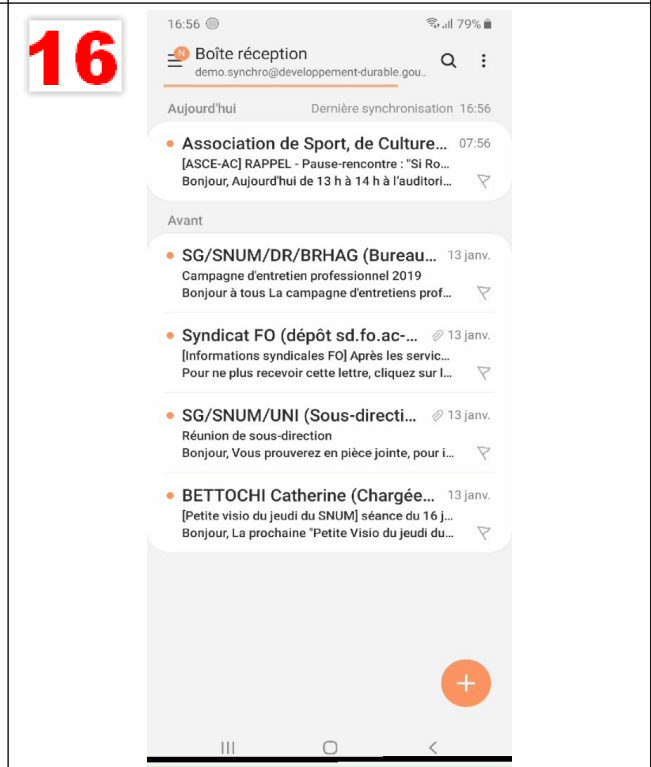 16
16:56 79%
N
Boîte réception
demo.synchro@developpement-durable.gou..
Aujourd'hui Dernière synchronisation 16:56
Association de Sport, de Culture... 07:56
[ASCE-AC] RAPPEL - Pause-rencontre : "Si Ro...
Bonjour, Aujourd'hui de 13 h à 14 h à l'auditori...
Avant
SG/SNUM/DR/BRHAG (Bureau... 13 janv.
Campagne d'entretien professionnel 2019
Bonjour à tous La campagne d'entretiens prof...
Syndicat FO (dépôt sd.fo.ac-... 13 janv.
[Informations syndicales FO] Après les servic...
Pour ne plus recevoir cette lettre, cliquez sur l...
SG/SNUM/UNI (Sous-directi... 13 janv.
Réunion de sous-direction
Bonjour, Vous prouverez en pièce jointe, pour i...
BETTOCHI Catherine (Chargée... 13 janv.
[Petite visio du jeudi du SNUM] séance du 16 j...
Bonjour, La prochaine "Petite Visio du jeudi du...